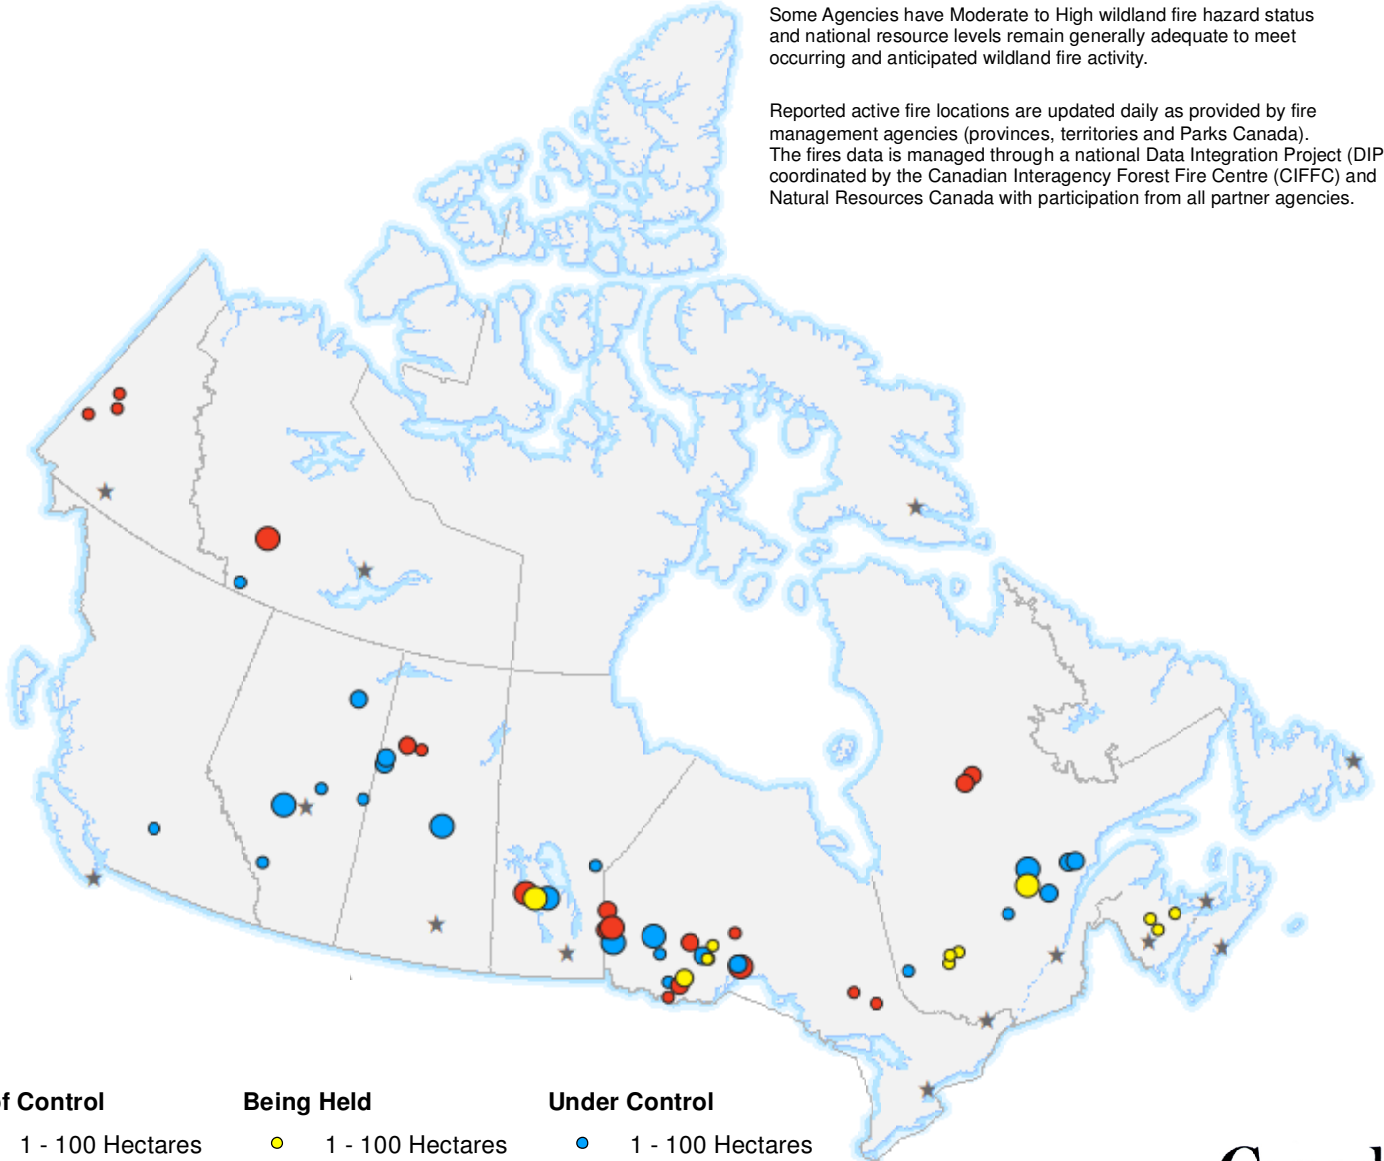 Some Agencies have Moderate to High wildland fire hazard status
and national resource levels remain generally adequate to meet
occurring and anticipated wildland fire activity.
Reported active fire locations are updated daily as provided by fire
management agencies (provinces, territories and Parks Canada).
The fires data is managed through a national Data Integration Project (DIP
coordinated by the Canadian Interagency Forest Fire Centre (CIFFC) and
Natural Resources Canada with participation from all partner agencies.
f Control Being Held Under Control
1 - 100 Hectares 1 - 100 Hectares 1 - 100 Hectares